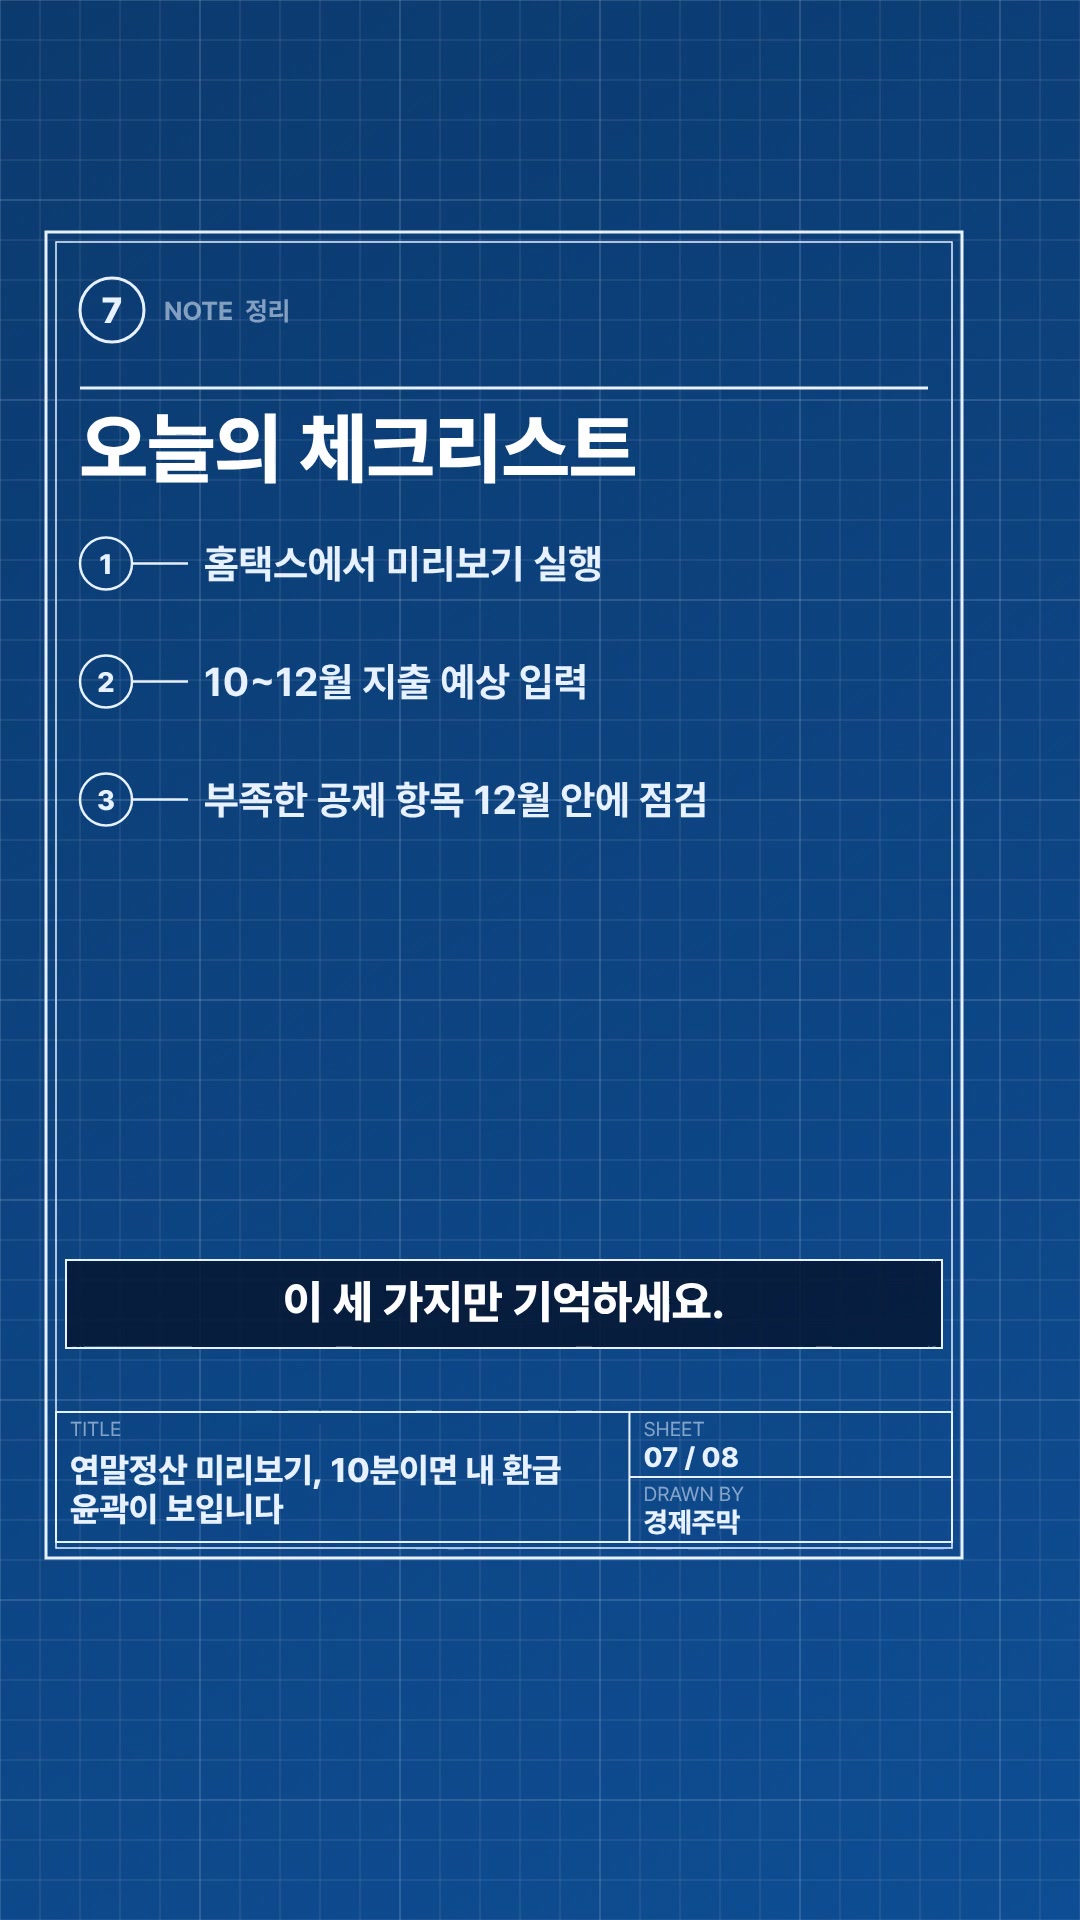 7 NOTE 정리
오늘의 체크리스트
1 홈택스에서 미리보기 실행
2 10~12월 지출 예상 입력
3 부족한 공제 항목 12월 안에 점검
이 세 가지만 기억하세요.
TITLE
연말정산 미리보기, 10분이면 내 환급
윤곽이 보입니다
SHEET
07 / 08
DRAWN BY
경제주막